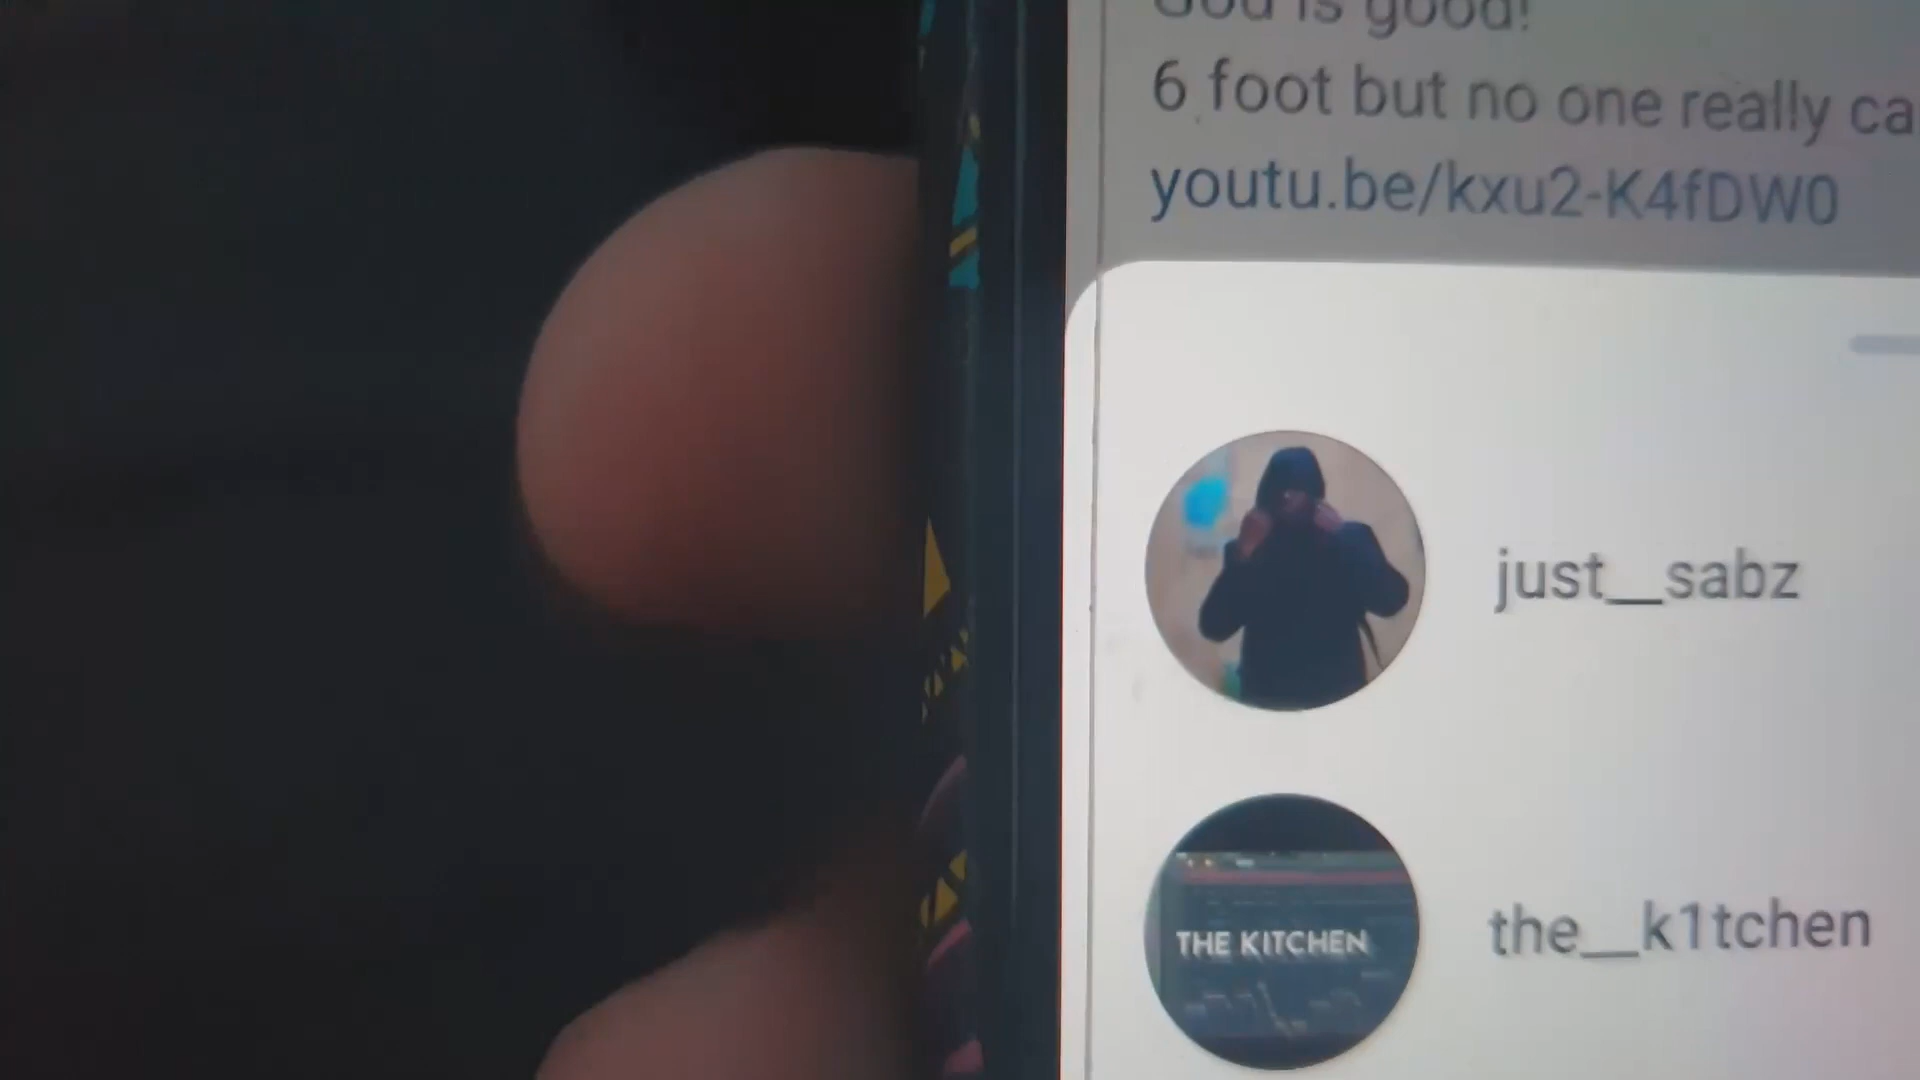 God is good!
6 foot but no one really ca
youtu.be/kxu2-K4fDW0
just__sabz
THE KITCHEN
the__k1tchen